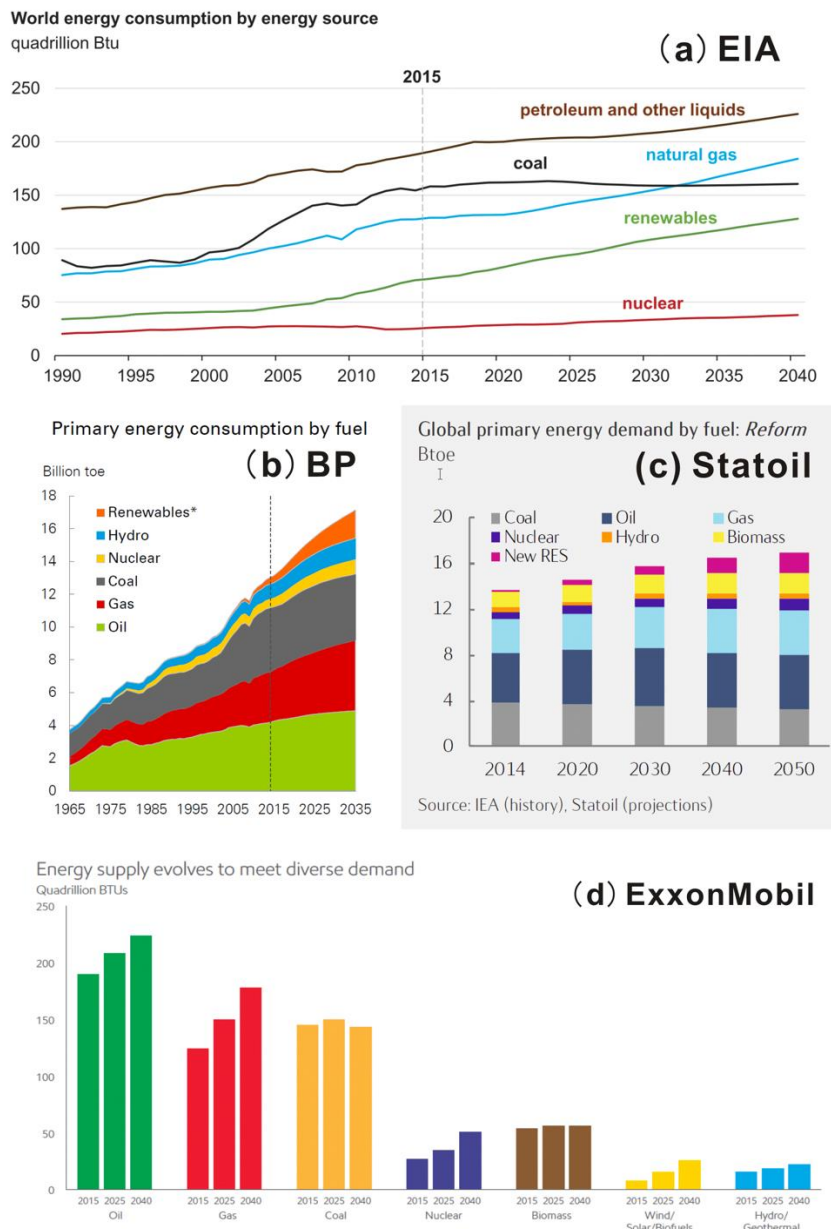 World energy consumption by energy source
quadrillion Btu
(a) EIA
2015
250
200
150
100
50
0
petroleum and other liquids
natural gas
coal
renewables
nuclear
1990 1995 2000 2005 2010 2015 2020 2025 2030 2035 2040
Primary energy consumption by fuel
(b) BP
Billion toe
18
16
14
12
10
8
6
4
2
0
Renewables*
Hydro
Nuclear
Coal
Gas
Oil
1965 1975 1985 1995 2005 2015 2025 2035
Global primary energy demand by fuel: Reform
Btoe
(c) Statoil
20
16
12
8
4
0
Coal Oil Gas
Nuclear Hydro Biomass
New RES
2014 2020 2030 2040 2050
Source: IEA (history), Statoil (projections)
Energy supply evolves to meet diverse demand
Quadrillion BTUs
(d) ExxonMobil
250
200
150
100
50
0
2015 2025 2040 2015 2025 2040 2015 2025 2040 2015 2025 2040 2015 2025 2040 2015 2025 2040 2015 2025 2040
Oil Gas Coal Nuclear Biomass Wind/ Hydro/
Solar/Biofuels Geothermal